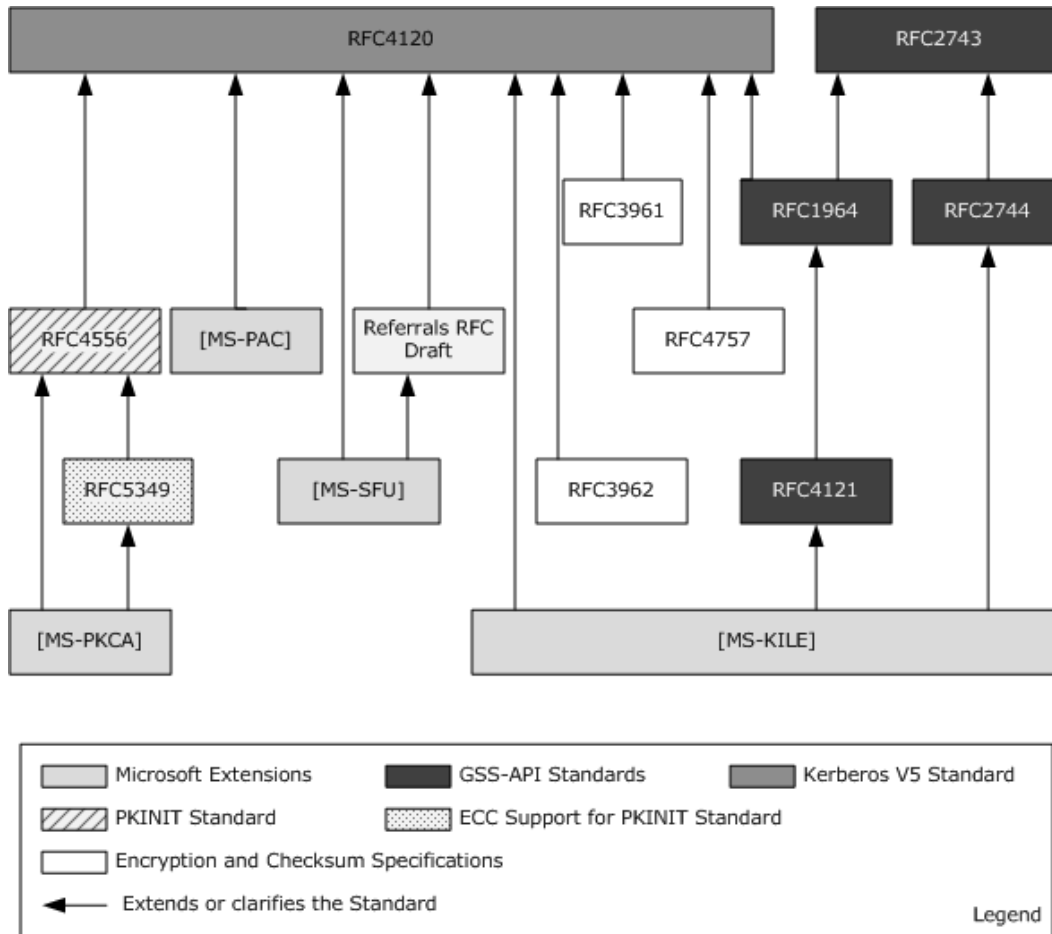 RFC4120
RFC2743
RFC3961
RFC1964
RFC2744
RFC4556
[MS-PAC]
Referrals RFC
Draft
RFC4757
RFC5349
[MS-SFU]
RFC3962
RFC4121
[MS-PKCA]
[MS-KILE]
Microsoft Extensions
GSS-API Standards
Kerberos V5 Standard
PKINIT Standard
ECC Support for PKINIT Standard
Encryption and Checksum Specifications
Extends or clarifies the Standard
Legend